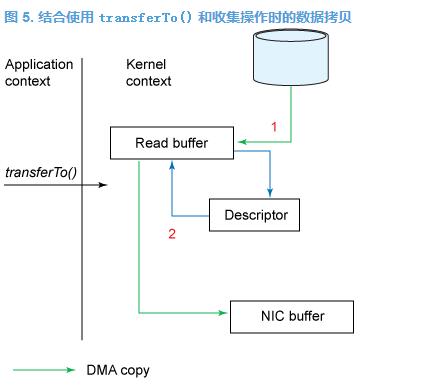 图 5. 结合使用 transferTo() 和收集操作时的数据拷贝
Application
context
Kernel
context
1
Read buffer
transferTo()
Descriptor
2
NIC buffer
DMA copy